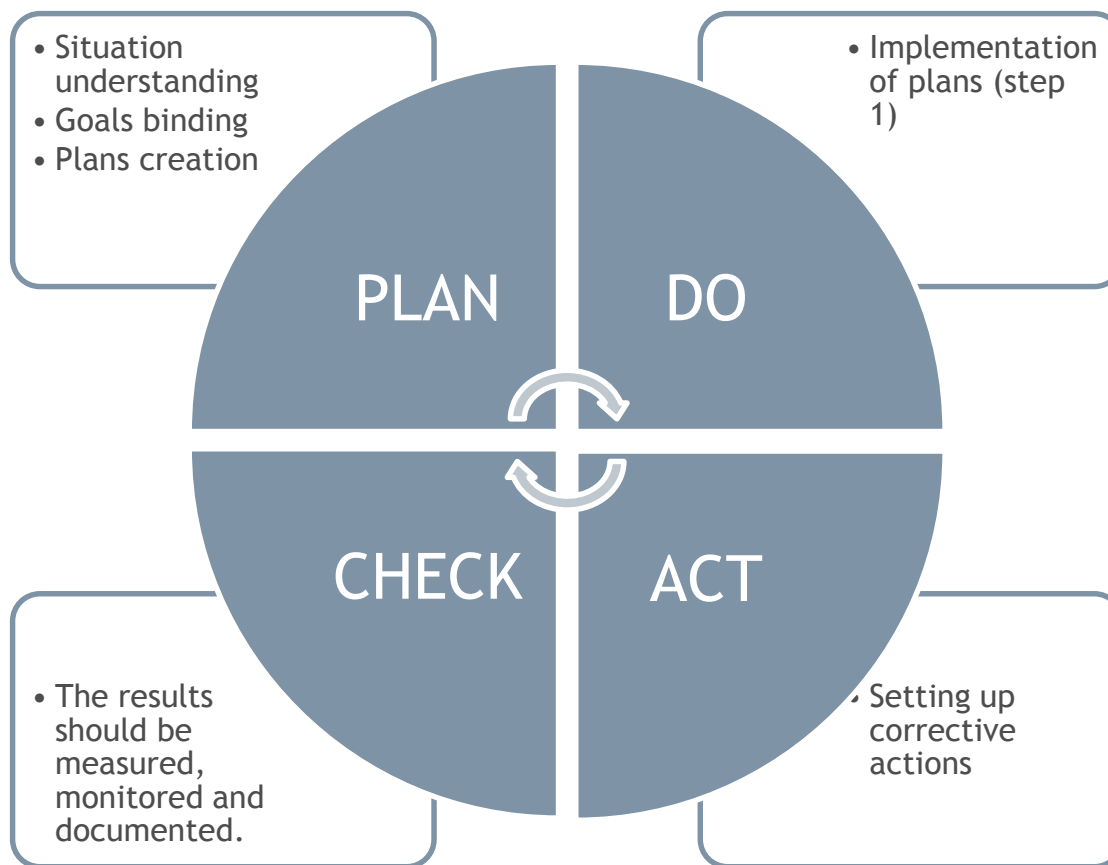 • Situation
understanding
• Goals binding
• Plans creation
• Implementation
of plans (step
1)
PLAN
DO
CHECK
ACT
• The results
should be
measured,
monitored and
documented.
• Setting up
corrective
actions